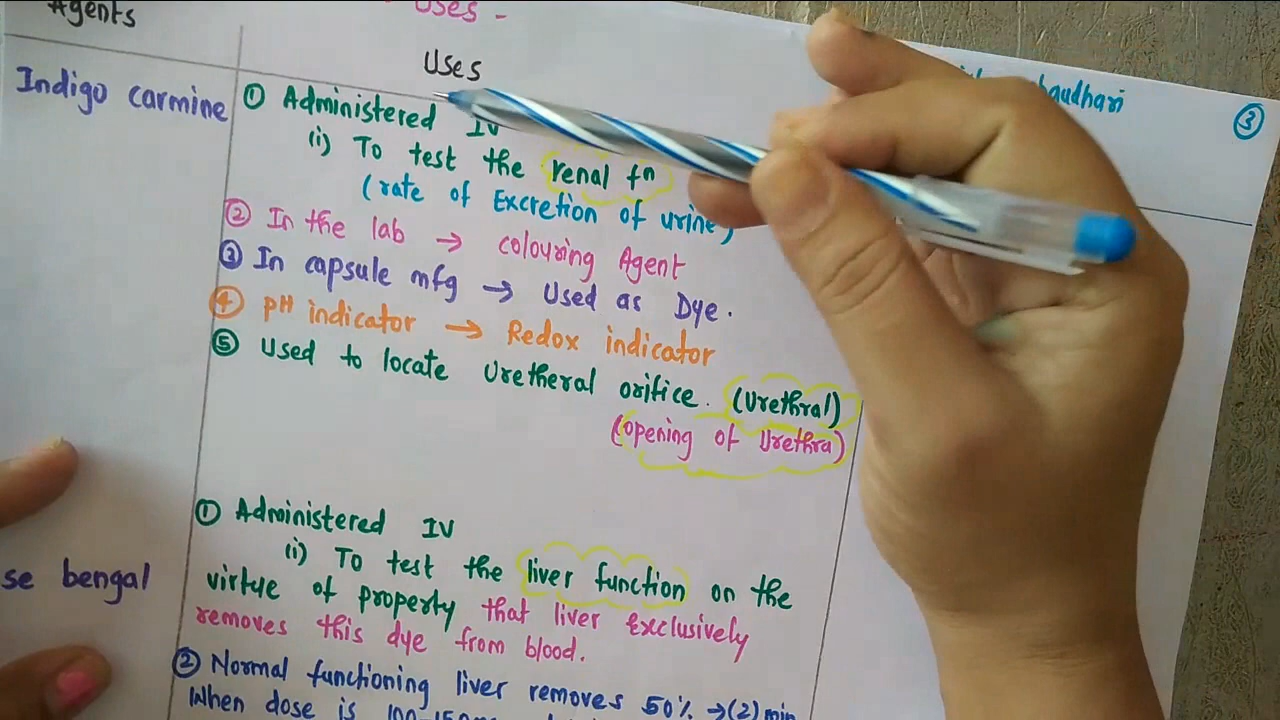 Agents
Uses -
Uses
haudhari
③
Indigo carmine
① Administered IV
(i) To test the renal fn
(rate of Excretion of urine)
② In the lab → colouring Agent
③ In capsule mfg → Used as Dye.
④ pH indicator → Redox indicator
⑤ Used to locate Uretheral orifice. (Urethral)
(opening of Urethra)
se bengal
① Administered IV
(i) To test the liver function on the
virtue of property that liver Exclusively
removes this dye from blood.
② Normal functioning liver removes 50% → (2) min
When dose is